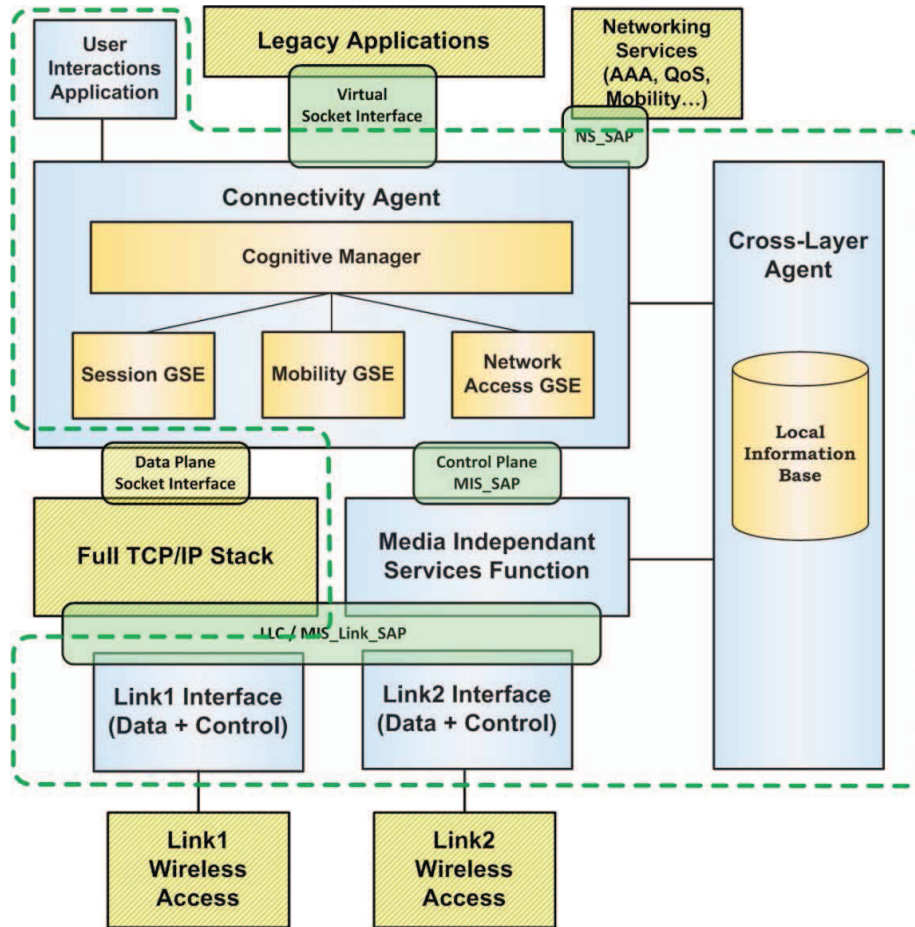 User
Interactions
Application
Legacy Applications
Networking
Services
(AAA, QoS,
Mobility...)
Virtual
Socket Interface
NS_SAP
Connectivity Agent
Cognitive Manager
Session GSE
Mobility GSE
Network
Access GSE
Cross-Layer
Agent
Local
Information
Base
Data Plane
Socket Interface
Control Plane
MIS_SAP
Full TCP/IP Stack
Media Independant
Services Function
LLC / MIS_Link_SAP
Link1 Interface
(Data + Control)
Link2 Interface
(Data + Control)
Link1
Wireless
Access
Link2
Wireless
Access